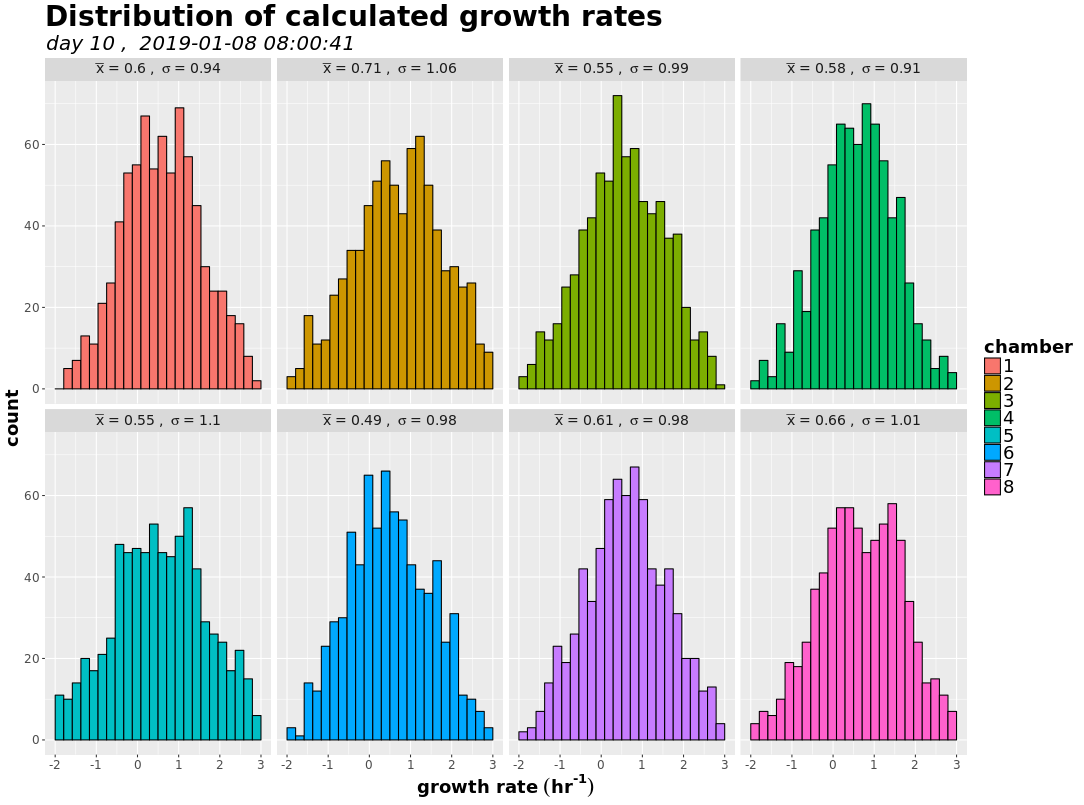 Distribution of calculated growth rates
day 10 ,  2019-01-08 08:00:41
x̅ = 0.6 ,  σ = 0.94
x̅ = 0.71 ,  σ = 1.06
x̅ = 0.55 ,  σ = 0.99
x̅ = 0.58 ,  σ = 0.91
60
40
20
0
x̅ = 0.55 ,  σ = 1.1
x̅ = 0.49 ,  σ = 0.98
x̅ = 0.61 ,  σ = 0.98
x̅ = 0.66 ,  σ = 1.01
60
40
20
0
-2 -1 0 1 2 3
-2 -1 0 1 2 3
-2 -1 0 1 2 3
-2 -1 0 1 2 3
count
growth rate (hr⁻¹)
chamber
1
2
3
4
5
6
7
8